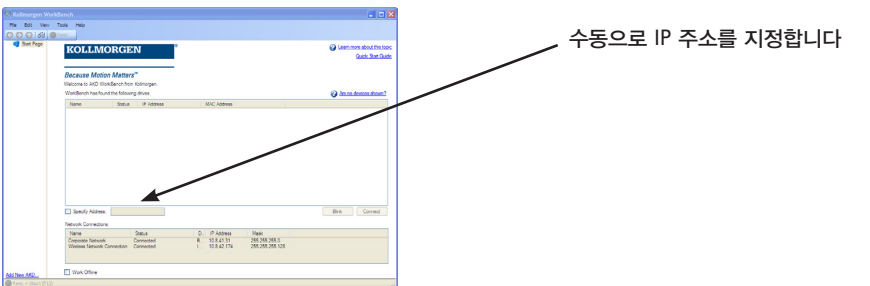 Kollmorgen WorkBench
File Edit View Tools Help
Start Page
KOLLMORGEN®
Learn more about this topic
Quick Start Guide
Because Motion Matters™
Welcome to AKD WorkBench from Kollmorgen.
WorkBench has found the following drives.
Are no devices shown?
Name Status IP Address MAC Address
Specify Address:
Blink Connect
Network Connections:
Name Status D.. IP Address Mask
Corporate Network Connected 10.8.41.31 255.255.255.0
Wireless Network Connection Connected 10.8.42.174 255.255.255.128
Work Offline
Add New AKD...
수동으로 IP 주소를 지정합니다